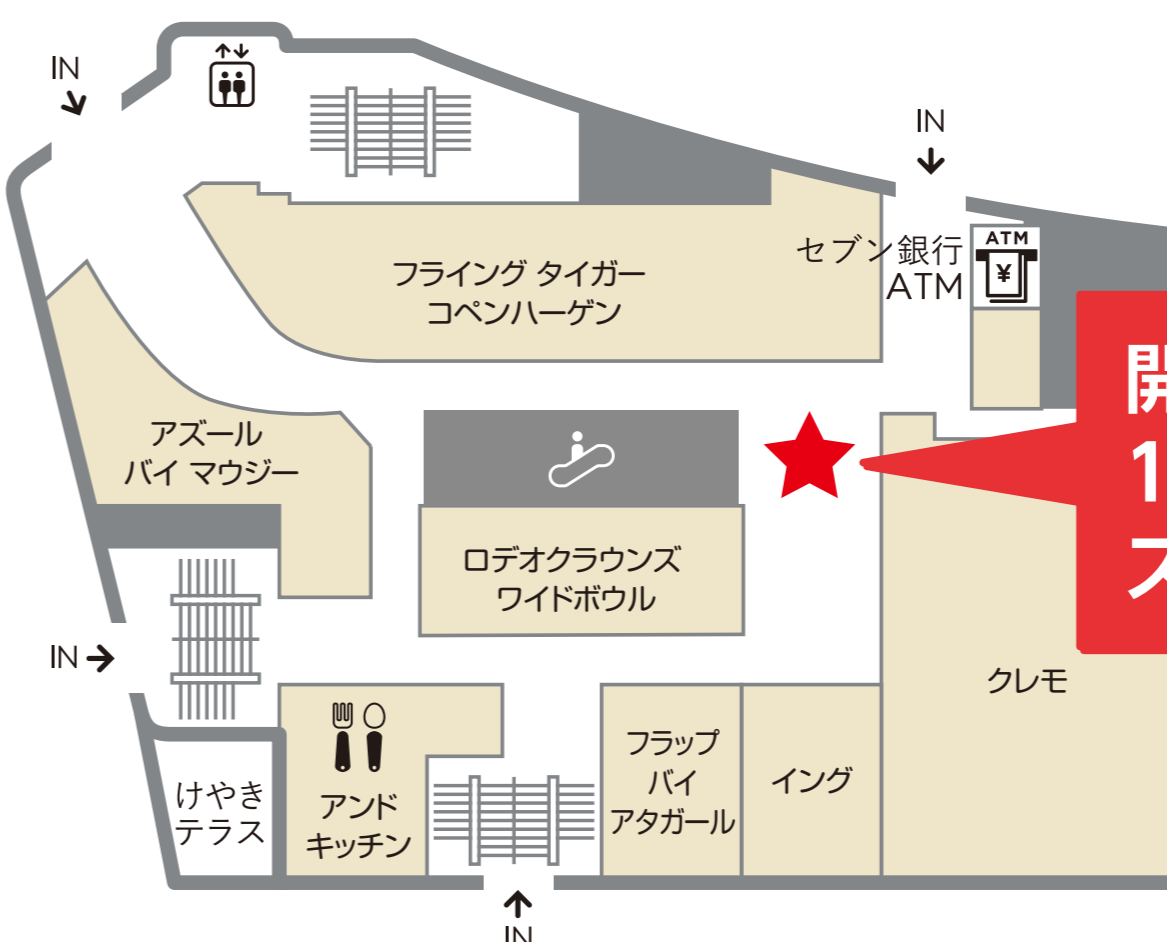 IN
IN
セブン銀行
ATM
ATM
¥
フライング タイガー
コペンハーゲン
開
1
ス
アズール
バイ マウジー
ロデオクラウンズ
ワイドボウル
IN
クレモ
けやき
テラス
アンド
キッチン
フラップ
バイ
アタガール
イング
IN